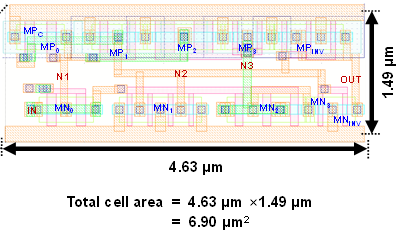 MPC
MP0 MP1 MP2 MP3 MPINV
N1 N2 N3 OUT
IN MN0 MN1 MN2 MN3 MNINV
1.49 μm
4.63 μm
Total cell area = 4.63 μm ×1.49 μm
= 6.90 μm²